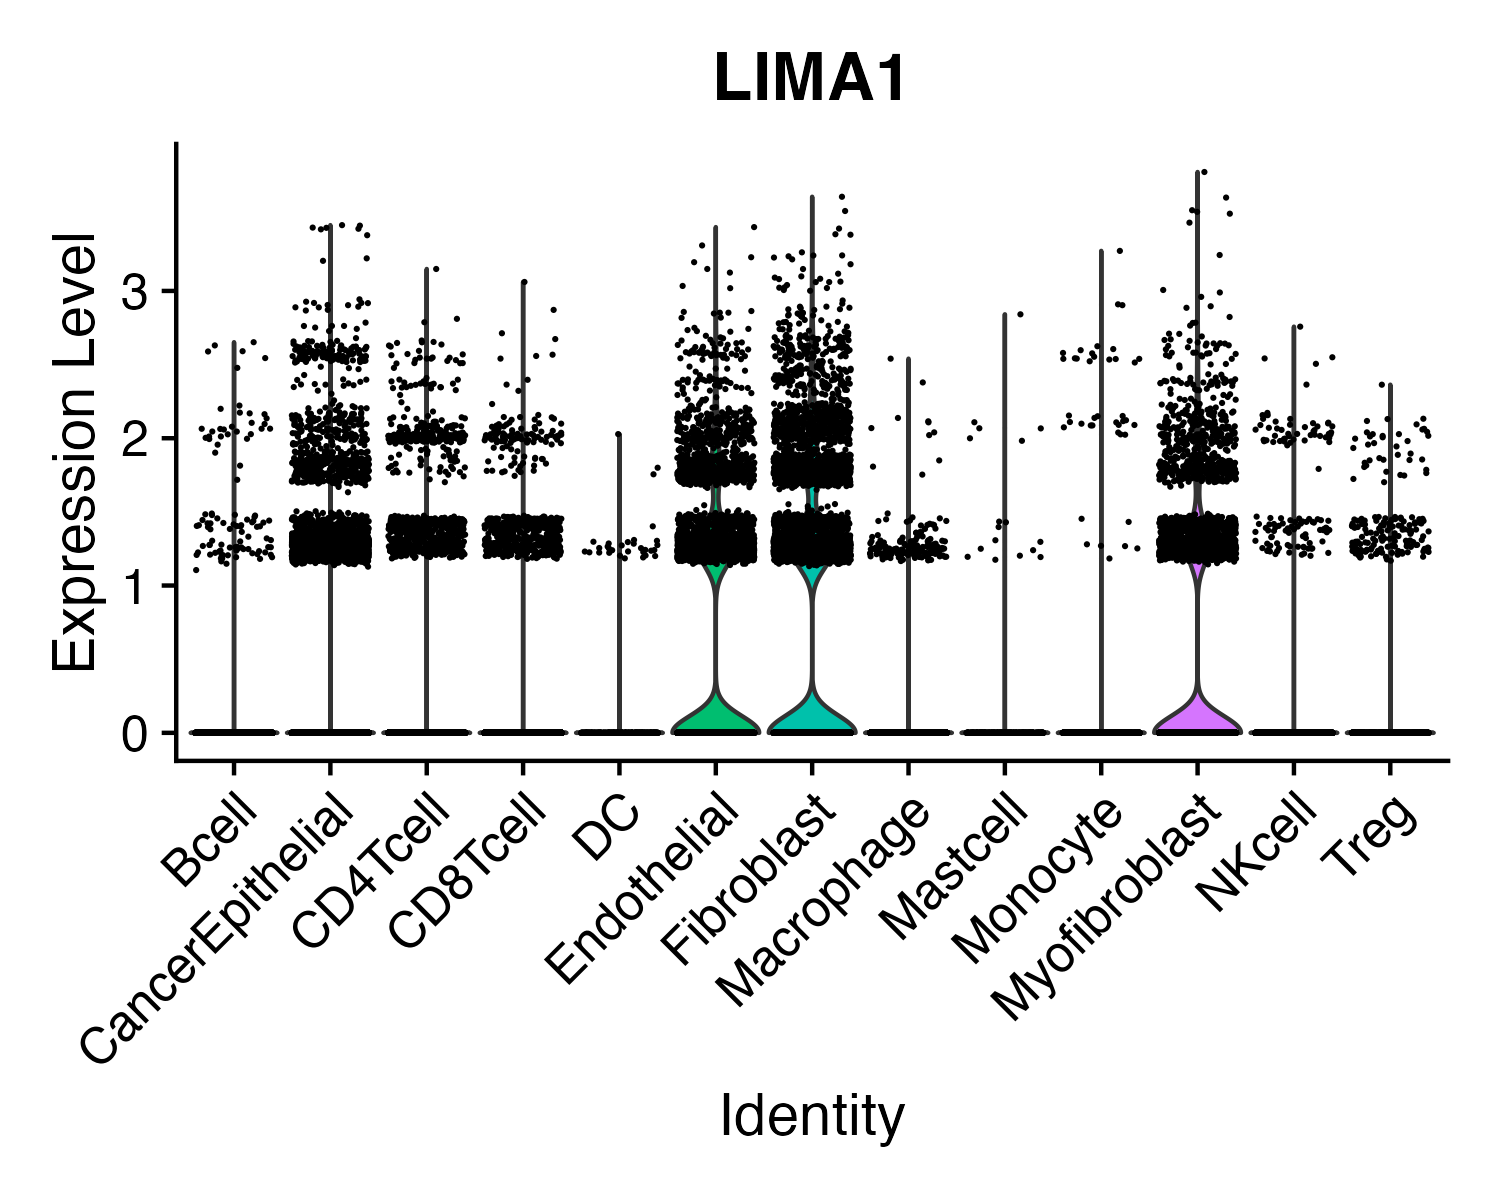 LIMA1
Expression Level
3
2
1
0
Bcell
CancerEpithelial
CD4Tcell
CD8Tcell
DC
Endothelial
Fibroblast
Macrophage
Mastcell
Monocyte
Myofibroblast
NKcell
Treg
Identity